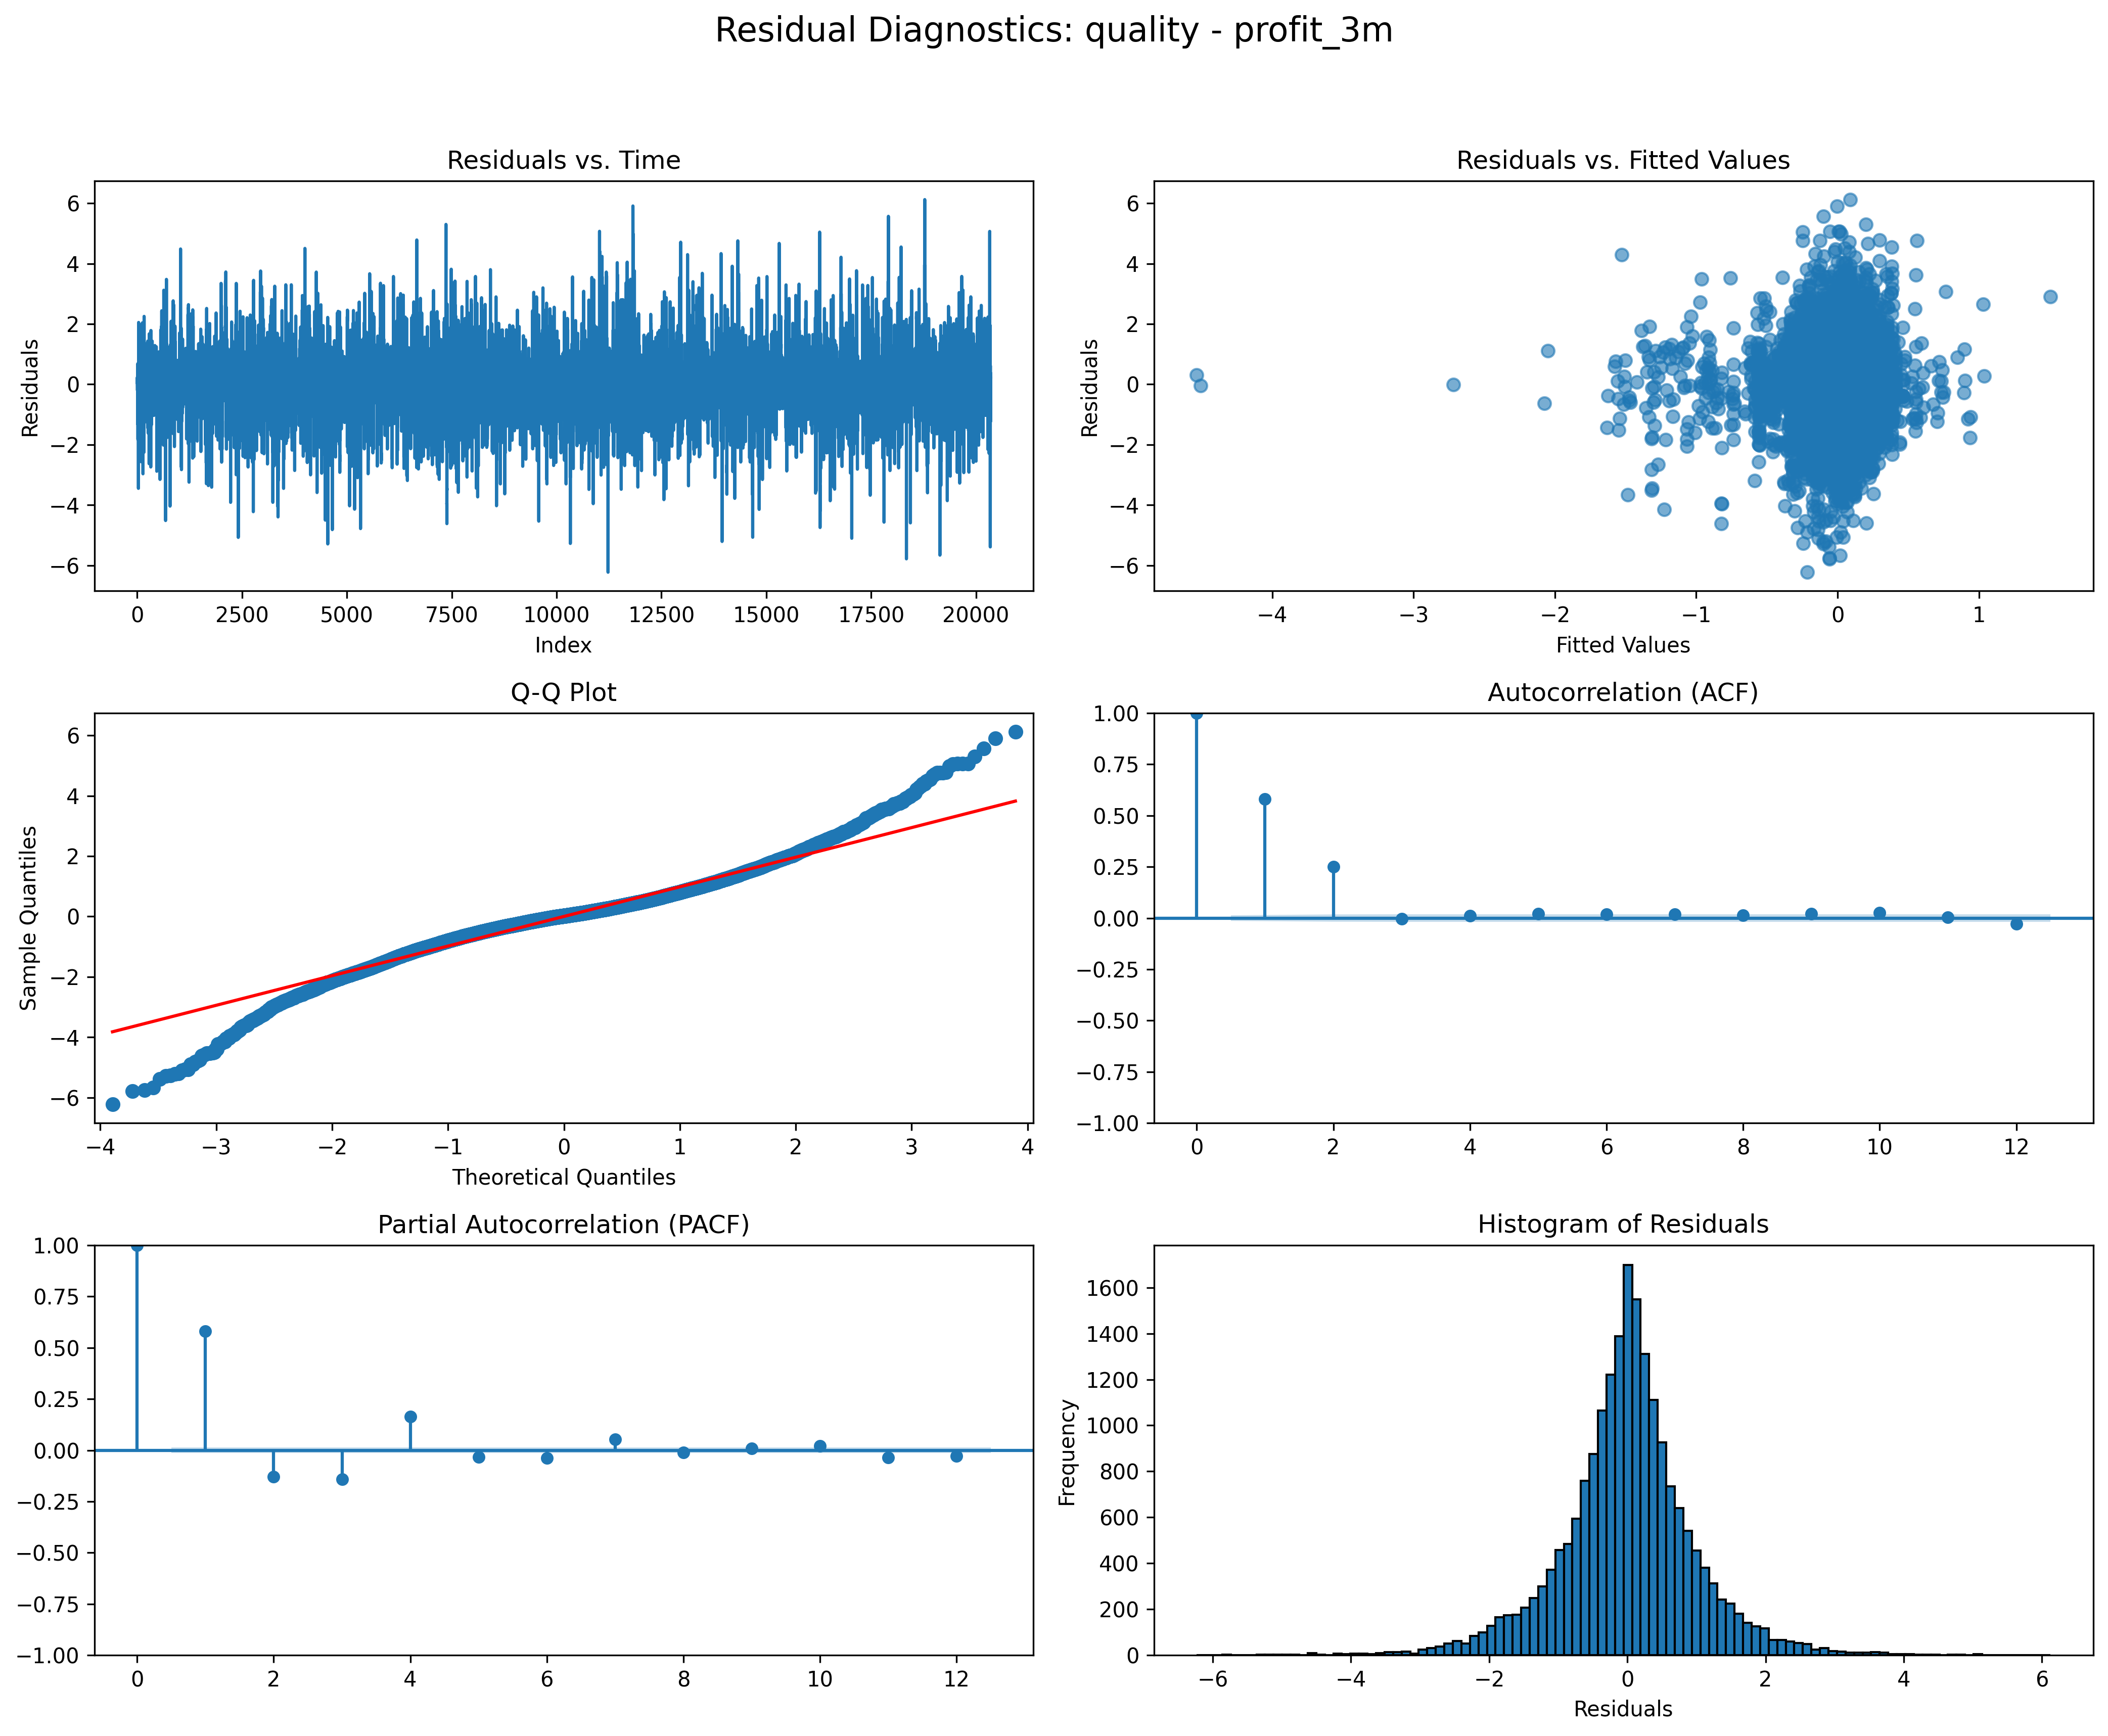 Residual Diagnostics: quality - profit_3m
Residuals vs. Time
6
4
2
0
−2
−4
−6
Residuals
0 2500 5000 7500 10000 12500 15000 17500 20000
Index
Residuals vs. Fitted Values
6
4
2
0
−2
−4
−6
Residuals
−4 −3 −2 −1 0 1
Fitted Values
Q-Q Plot
6
4
2
0
−2
−4
−6
Sample Quantiles
−4 −3 −2 −1 0 1 2 3 4
Theoretical Quantiles
Autocorrelation (ACF)
1.00
0.75
0.50
0.25
0.00
−0.25
−0.50
−0.75
−1.00
0 2 4 6 8 10 12
Partial Autocorrelation (PACF)
1.00
0.75
0.50
0.25
0.00
−0.25
−0.50
−0.75
−1.00
0 2 4 6 8 10 12
Histogram of Residuals
1600
1400
1200
1000
800
600
400
200
0
Frequency
−6 −4 −2 0 2 4 6
Residuals